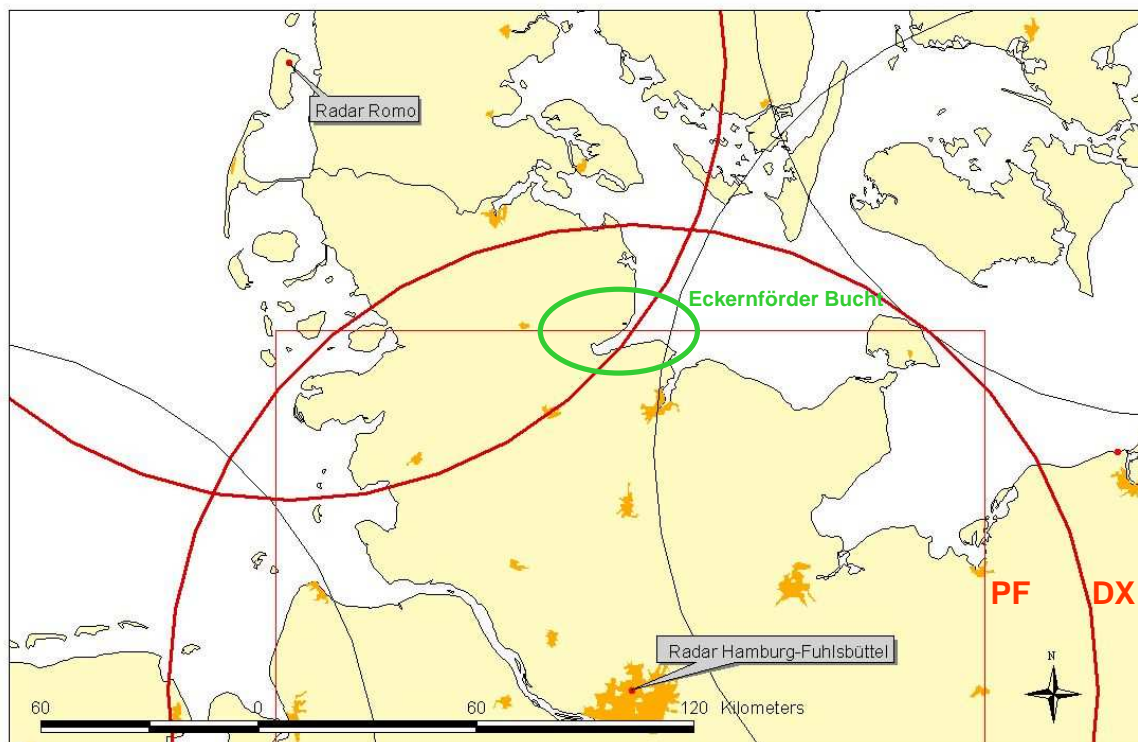 Radar Romo
Eckernförder Bucht
PF DX
Radar Hamburg-Fuhlsbüttel
N
60 0 60 120 Kilometers